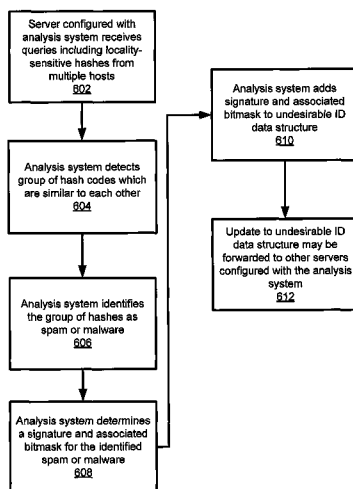 Server configured with
analysis system receives
queries including locality-
sensitive hashes from
multiple hosts
602
Analysis system detects
group of hash codes which
are similar to each other
604
Analysis system identifies
the group of hashes as
spam or malware
606
Analysis system determines
a signature and associated
bitmask for the identified
spam or malware
608
Analysis system adds
signature and associated
bitmask to undesirable ID
data structure
610
Update to undesirable ID
data structure may be
forwarded to other servers
configured with the analysis
system
612